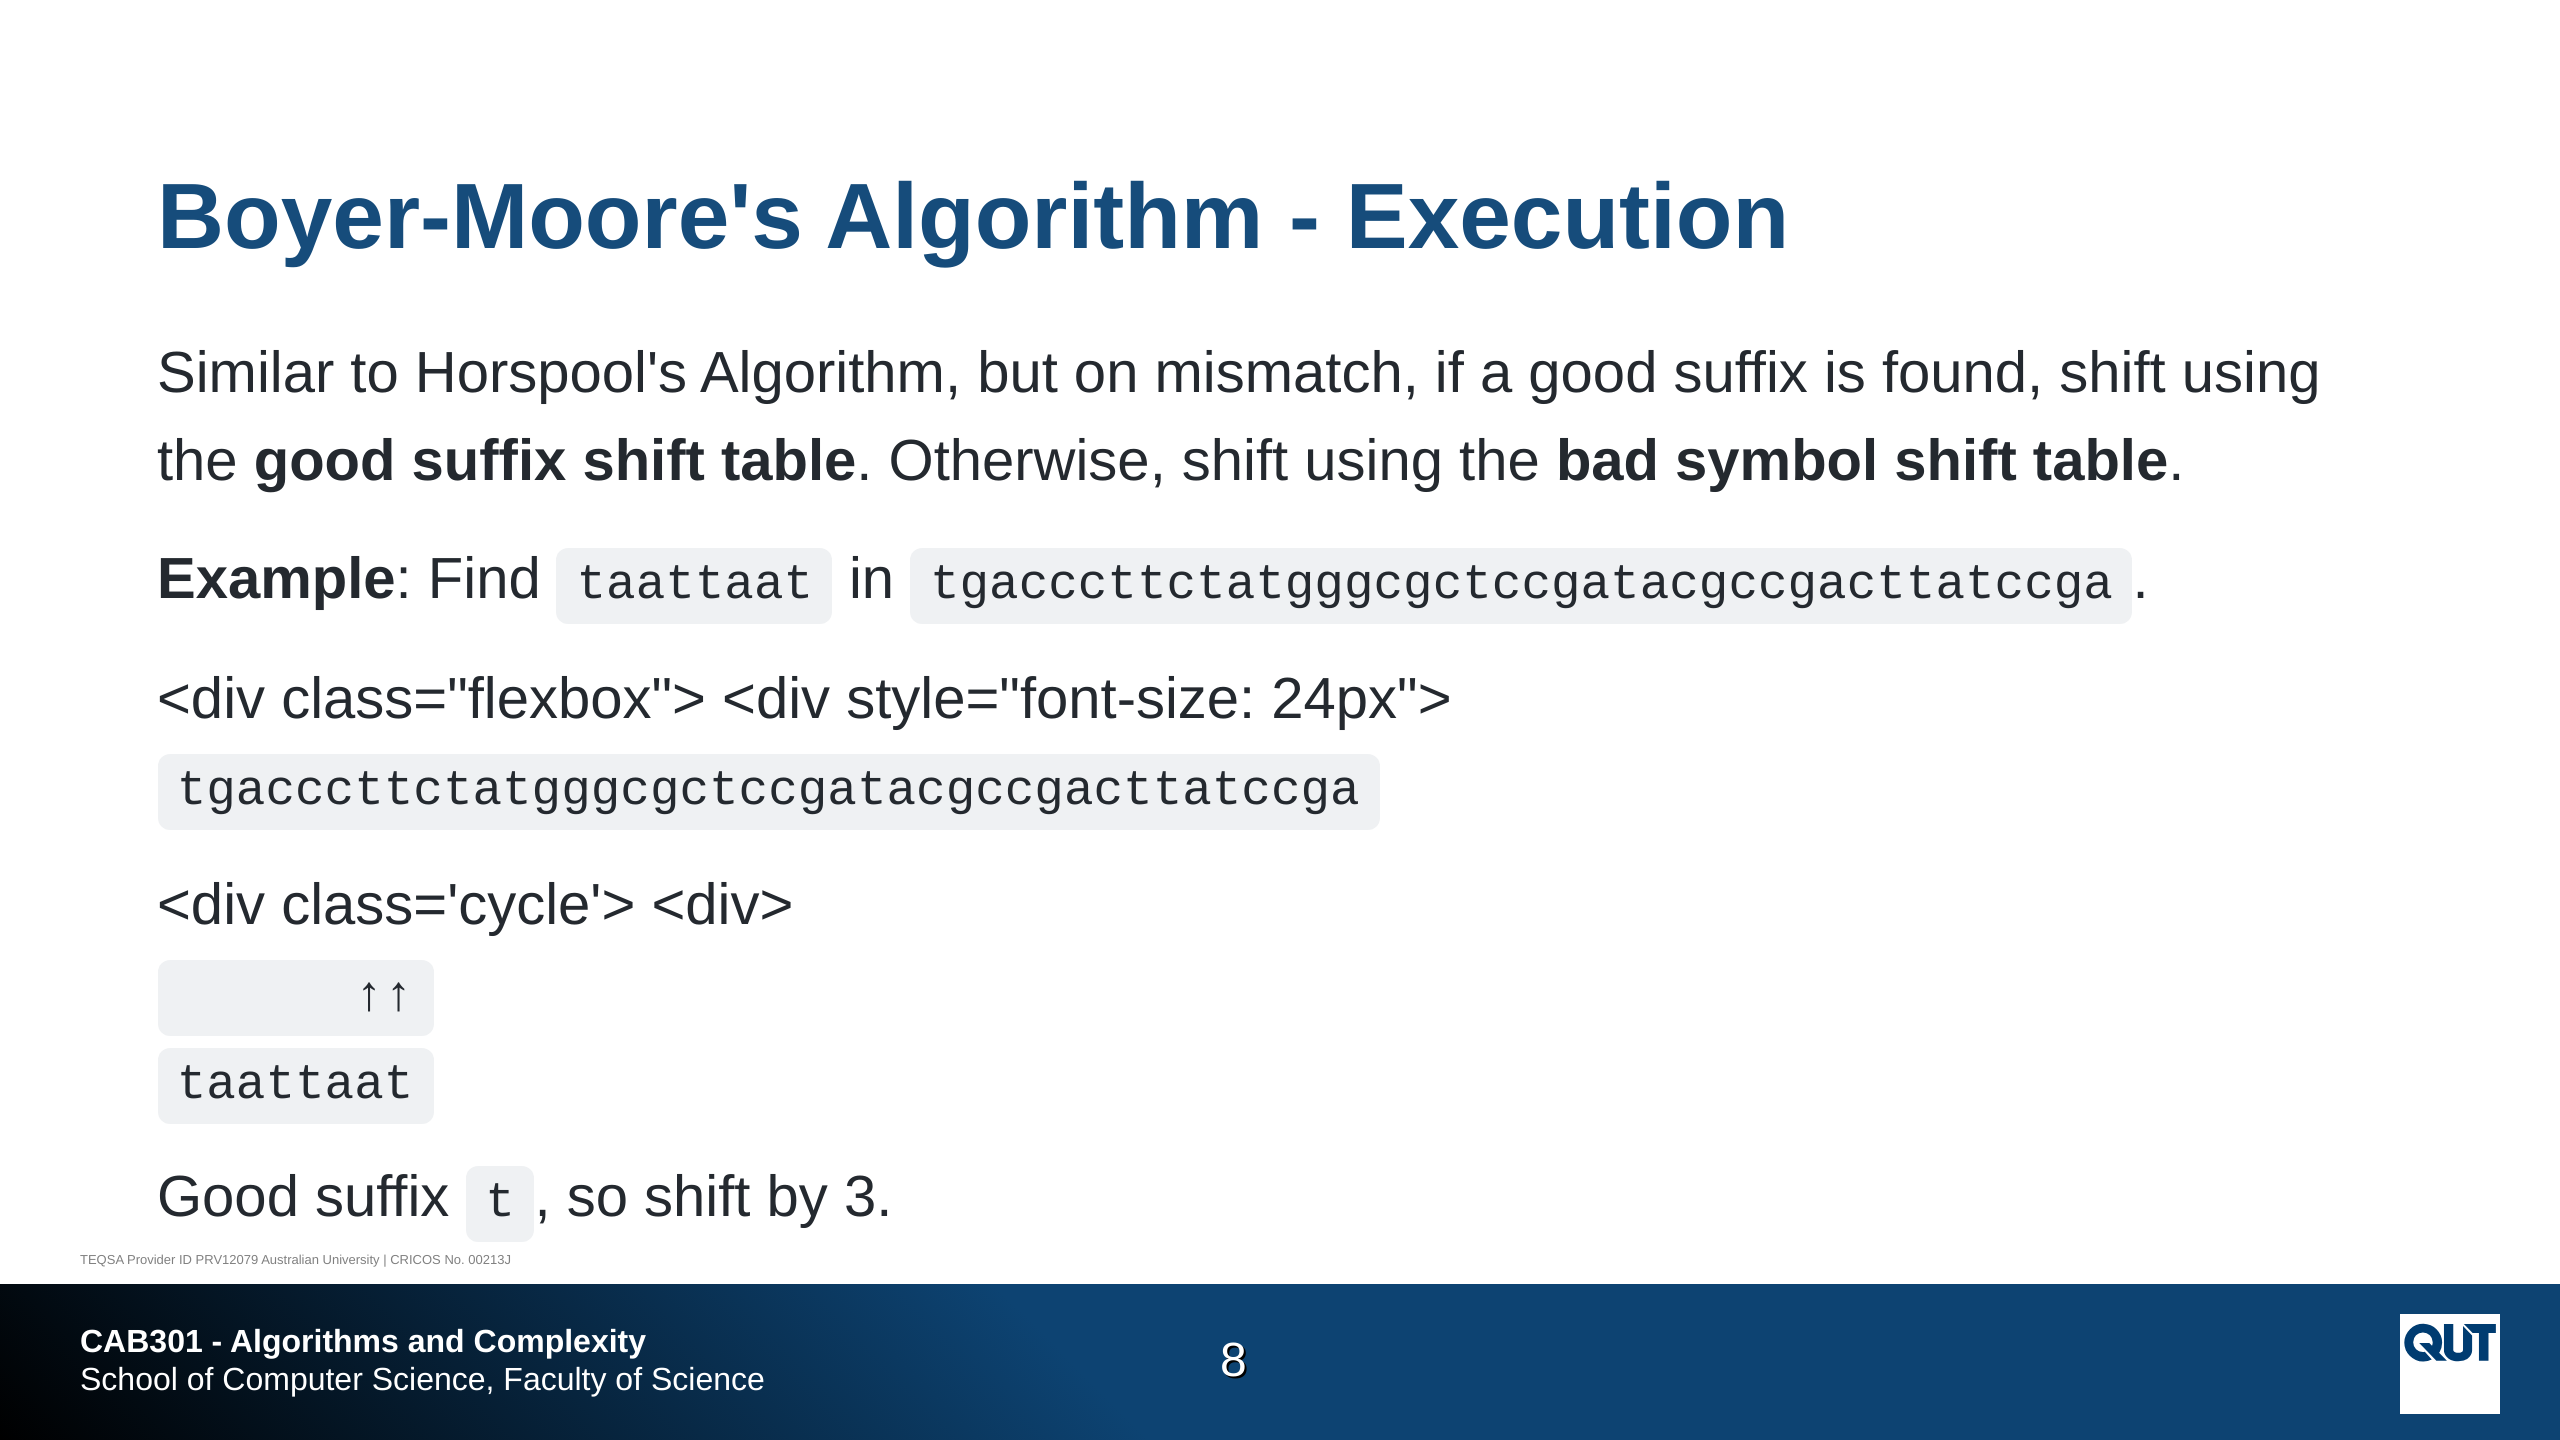 Boyer-Moore's Algorithm - Execution
Similar to Horspool's Algorithm, but on mismatch, if a good suffix is found, shift using
the good suffix shift table. Otherwise, shift using the bad symbol shift table.
Example: Find taattaat in tgacccttctatgggcgctccgatacgccgacttatccga.
<div class="flexbox"> <div style="font-size: 24px">
tgacccttctatgggcgctccgatacgccgacttatccga
<div class='cycle'> <div>
↑↑
taattaat
Good suffix t, so shift by 3.
TEQSA Provider ID PRV12079 Australian University | CRICOS No. 00213J
CAB301 - Algorithms and Complexity
School of Computer Science, Faculty of Science
8
QUT